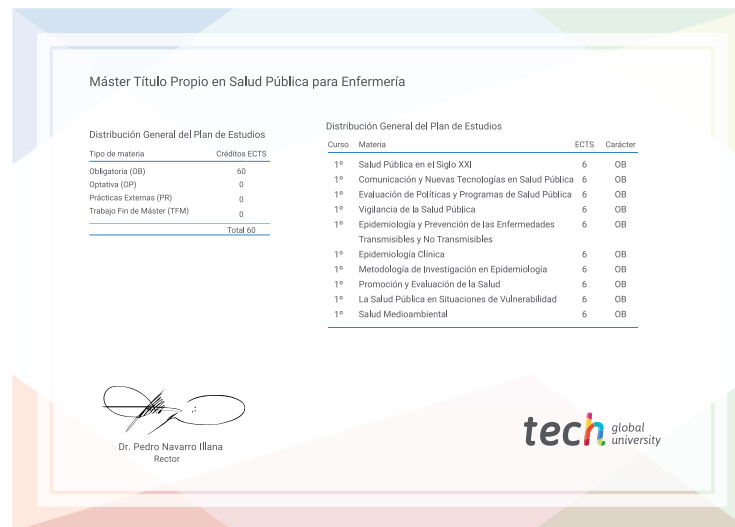 Máster Título Propio en Salud Pública para Enfermería
Distribución General del Plan de Estudios
Tipo de materia Créditos ECTS
Obligatoria (OB) 60
Optativa (OP) 0
Prácticas Externas (PR) 0
Trabajo Fin de Máster (TFM) 0
Total 60
Distribución General del Plan de Estudios
Curso Materia ECTS Carácter
1º Salud Pública en el Siglo XXI 6 OB
1º Comunicación y Nuevas Tecnologías en Salud Pública 6 OB
1º Evaluación de Políticas y Programas de Salud Pública 6 OB
1º Vigilancia de la Salud Pública 6 OB
1º Epidemiología y Prevención de las Enfermedades 6 OB
Transmisibles y No Transmisibles
1º Epidemiología Clínica 6 OB
1º Metodología de Investigación en Epidemiología 6 OB
1º Promoción y Evaluación de la Salud 6 OB
1º La Salud Pública en Situaciones de Vulnerabilidad 6 OB
1º Salud Medioambiental 6 OB
Dr. Pedro Navarro Illana
Rector
tech global
university